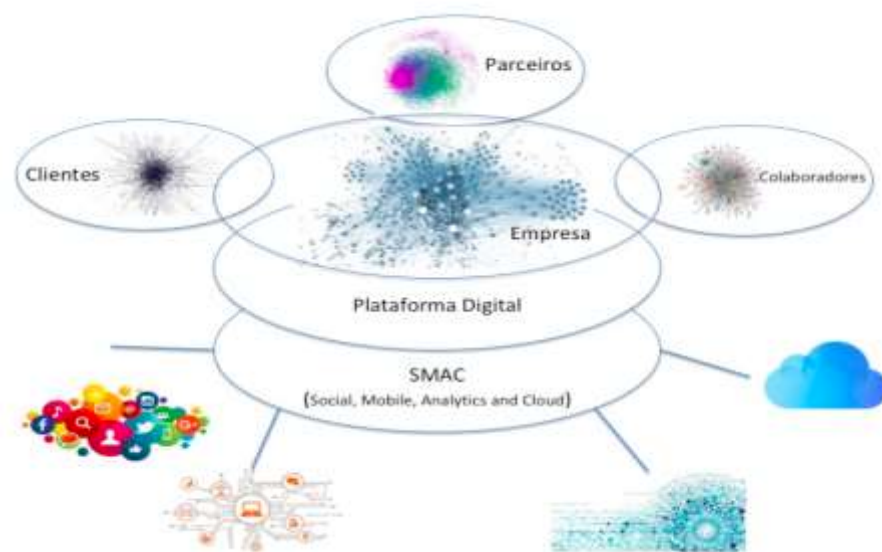 Parceiros
Clientes
Colaboradores
Empresa
Plataforma Digital
SMAC
(Social, Mobile, Analytics and Cloud)